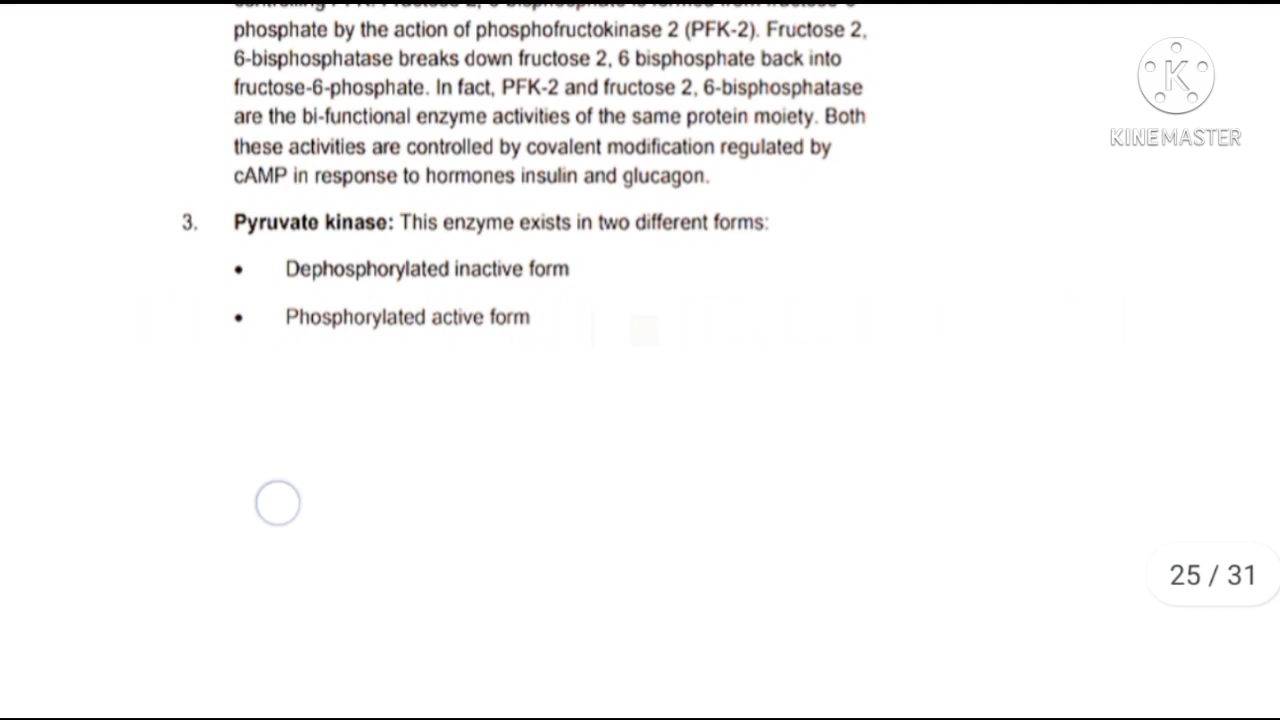 phosphate by the action of phosphofructokinase 2 (PFK-2). Fructose 2,
6-bisphosphatase breaks down fructose 2, 6 bisphosphate back into
fructose-6-phosphate. In fact, PFK-2 and fructose 2, 6-bisphosphatase
are the bi-functional enzyme activities of the same protein moiety. Both
these activities are controlled by covalent modification regulated by
cAMP in response to hormones insulin and glucagon.
3. Pyruvate kinase: This enzyme exists in two different forms:
• Dephosphorylated inactive form
• Phosphorylated active form
K
KINEMASTER
25 / 31